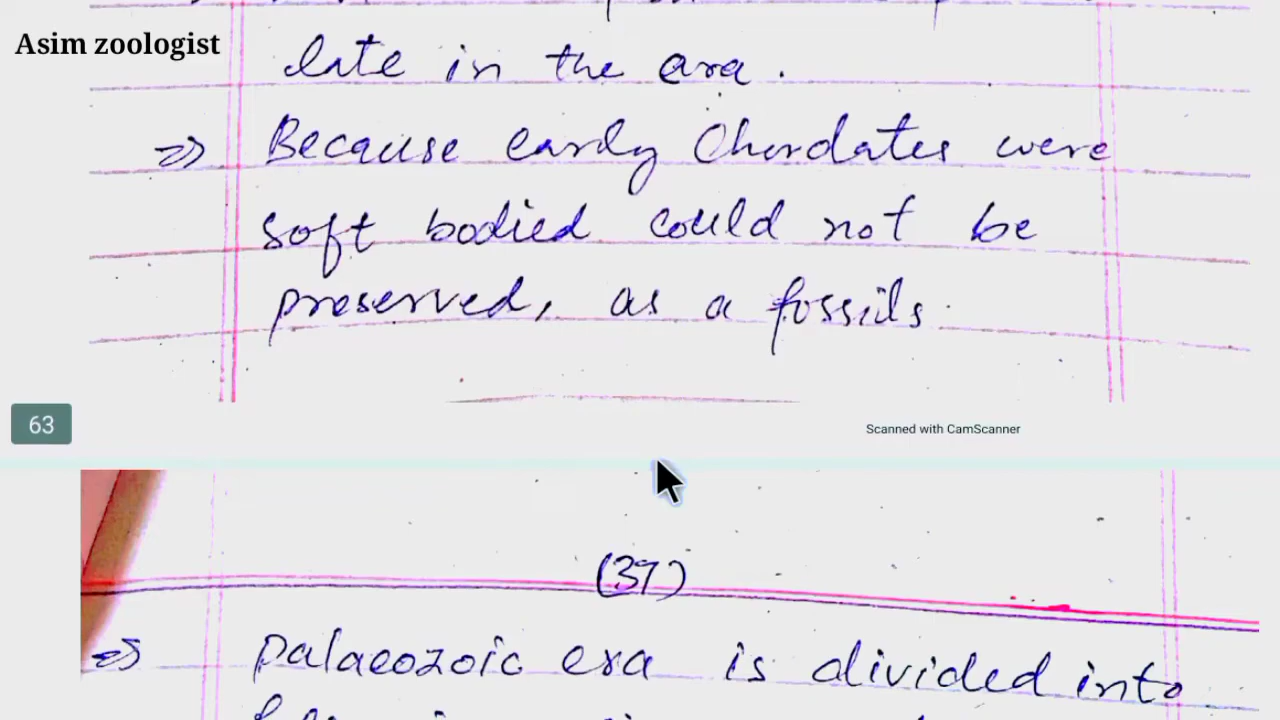 Asim zoologist
late in the era.
⇒ Because early Chordates were
soft bodied could not be
preserved, as a fossils.
63
Scanned with CamScanner
(37)
⇒ Palaeozoic era is divided into